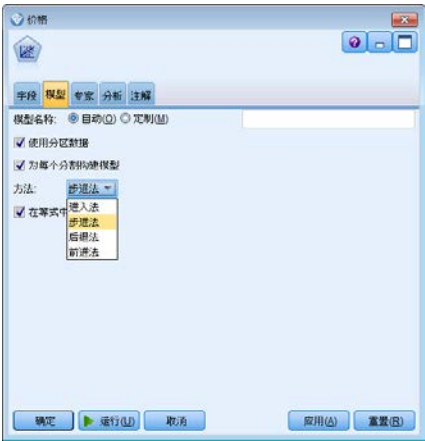 价格
字段 模型 专家 分析 注解
模型名称: 自动(O) 定制(M)
使用分区数据
为每个分割构建模型
方法: 步进法
在等式中
进入法
步进法
后退法
前进法
确定 运行(U) 取消 应用(A) 重置(R)